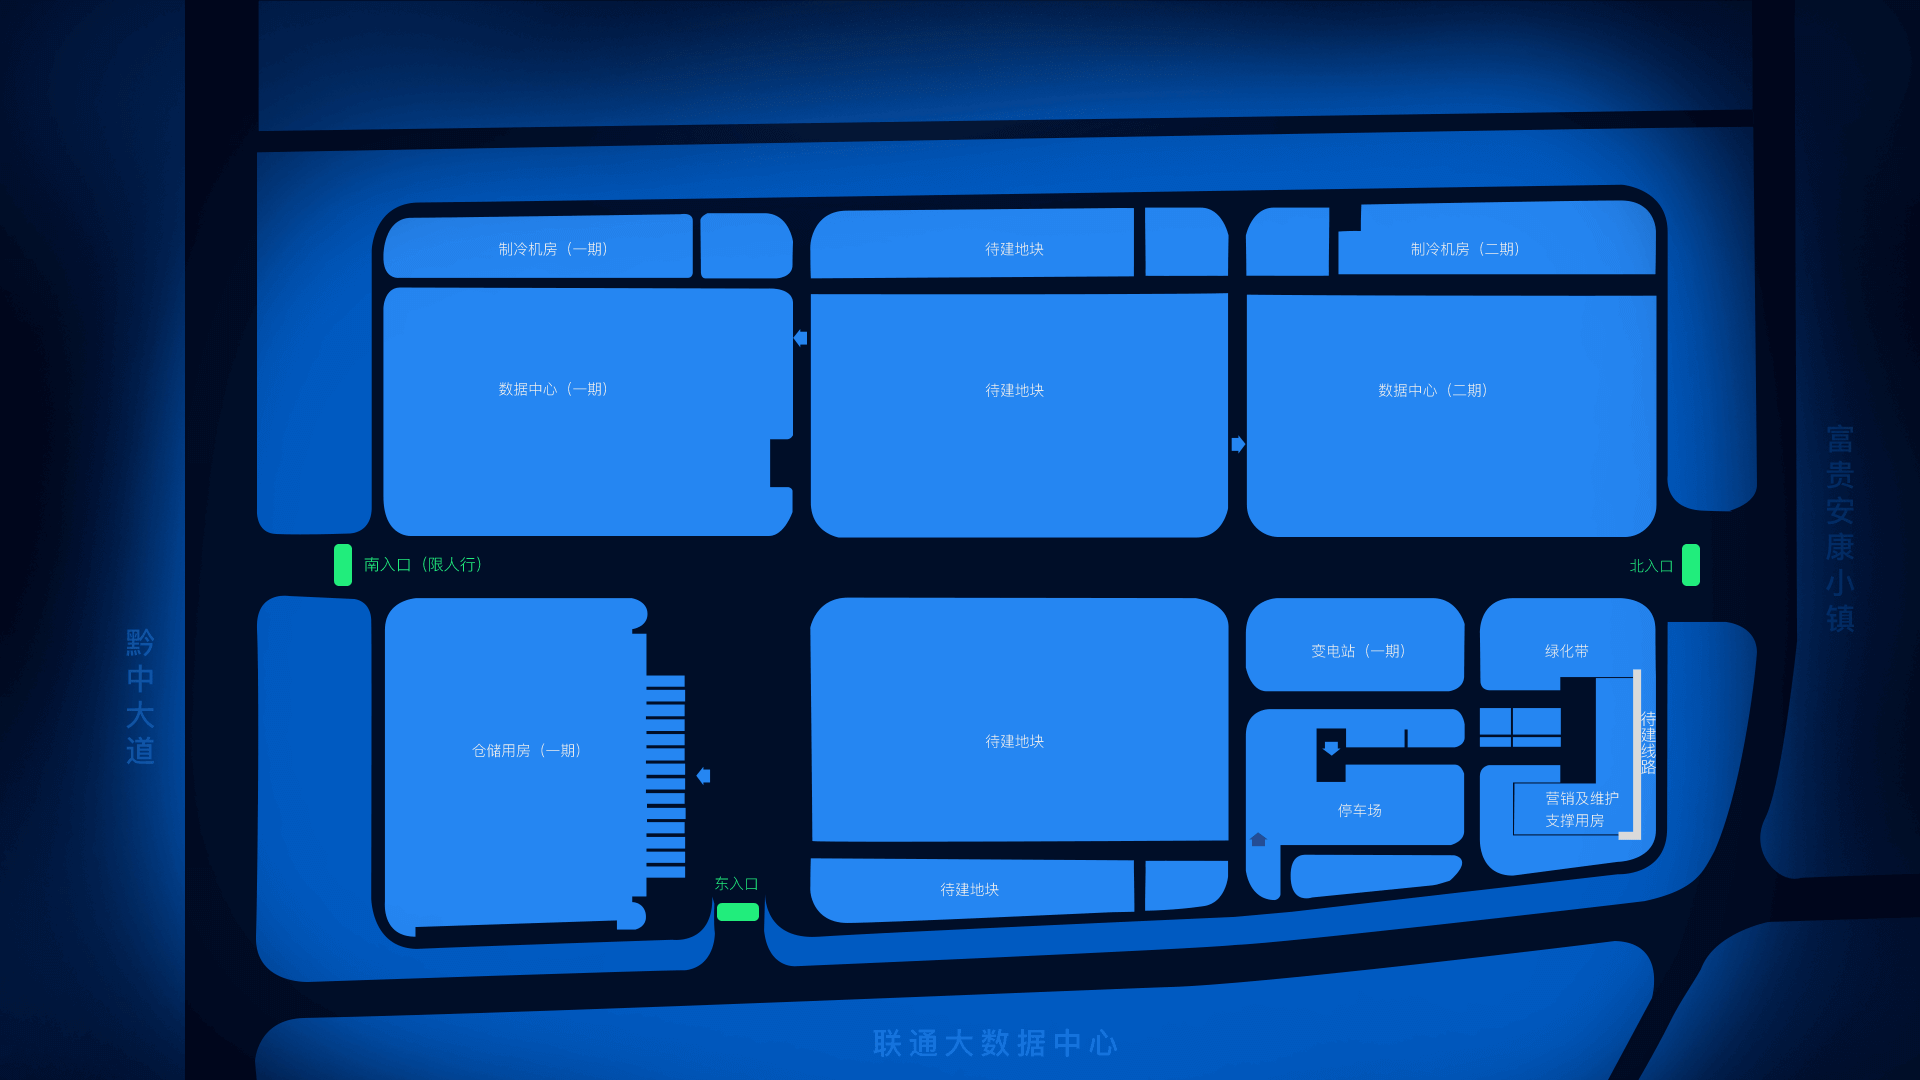 制冷机房（一期）
待建地块
制冷机房（二期）
数据中心（一期）
待建地块
数据中心（二期）
富贵安康小镇
南入口（限人行）
北入口
黔中大道
变电站（一期）
绿化带
待建线路
仓储用房（一期）
待建地块
营销及维护
支撑用房
停车场
东入口
待建地块
联通大数据中心